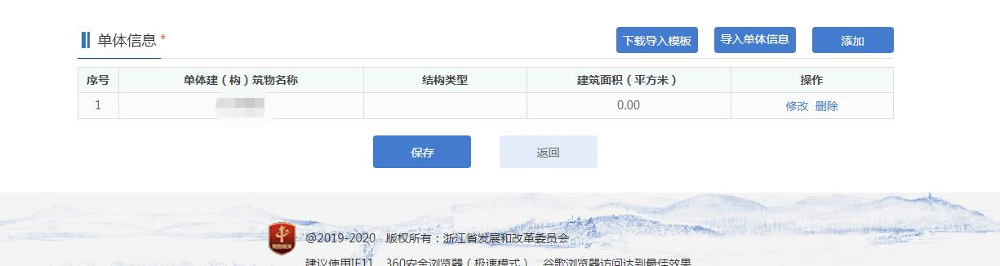 单体信息 *
下载导入模板 导入单体信息 添加
序号 单体建（构）筑物名称 结构类型 建筑面积（平方米） 操作
1 0.00 修改 删除
保存 返回
@2019-2020 版权所有：浙江省发展和改革委员会
建议使用IE11、360安全浏览器（极速模式）、谷歌浏览器访问达到最佳效果